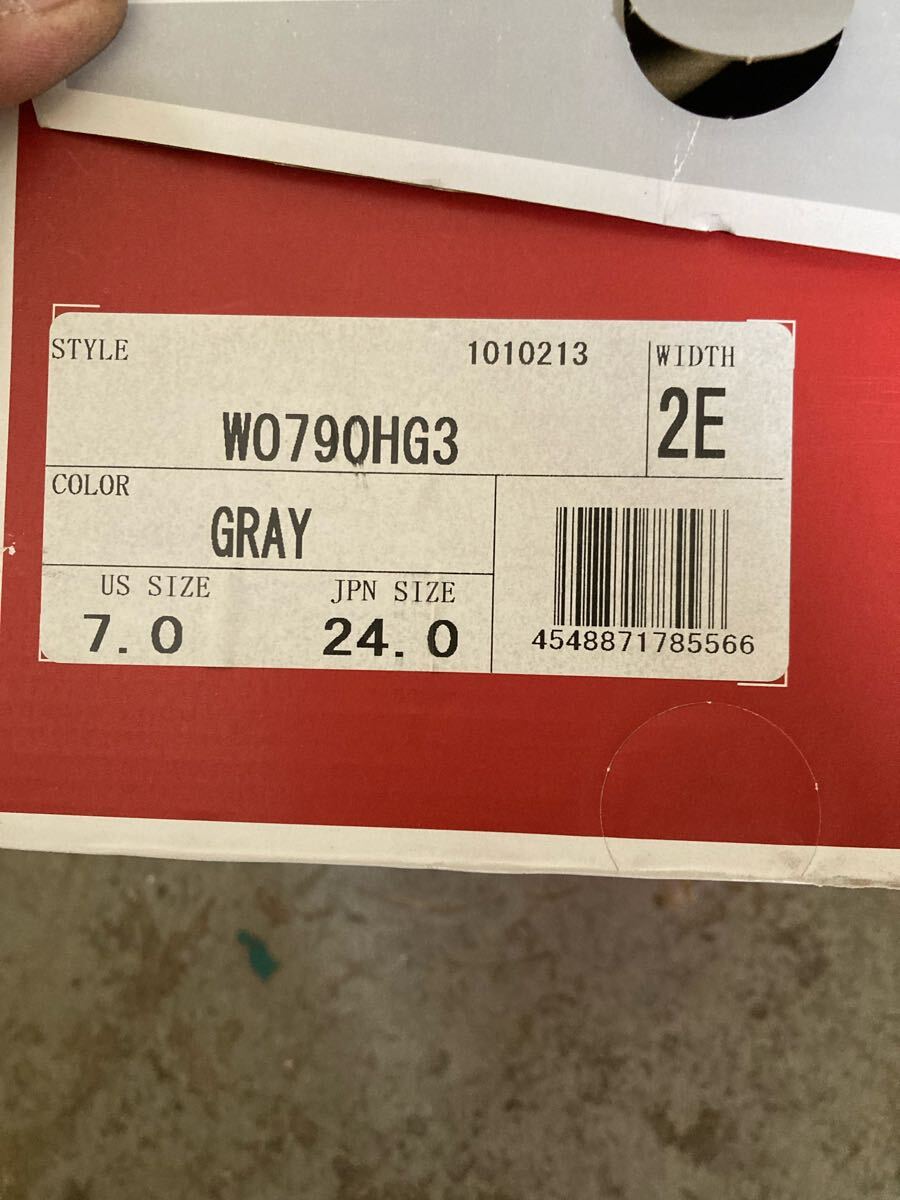 STYLE 1010213 WIDTH
WO790HG3 2E
COLOR
GRAY
US SIZE JPN SIZE
7.0 24.0
4548871785566